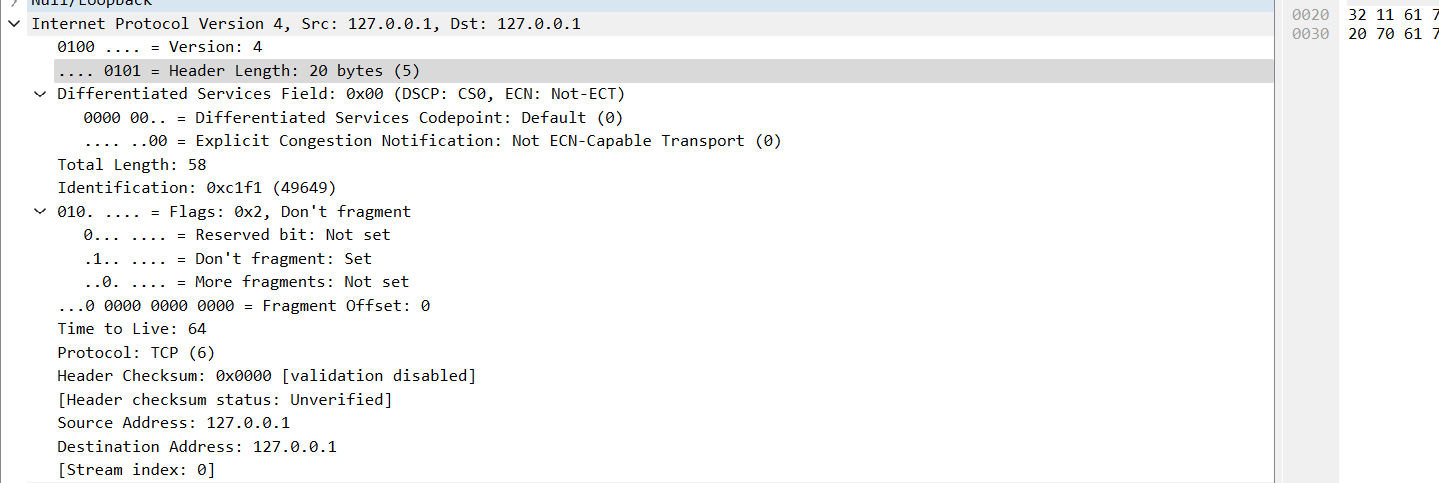 Null/Loopback
Internet Protocol Version 4, Src: 127.0.0.1, Dst: 127.0.0.1
0100 .... = Version: 4
.... 0101 = Header Length: 20 bytes (5)
Differentiated Services Field: 0x00 (DSCP: CS0, ECN: Not-ECT)
0000 00.. = Differentiated Services Codepoint: Default (0)
.... ..00 = Explicit Congestion Notification: Not ECN-Capable Transport (0)
Total Length: 58
Identification: 0xc1f1 (49649)
010. .... = Flags: 0x2, Don't fragment
0... .... = Reserved bit: Not set
.1.. .... = Don't fragment: Set
..0. .... = More fragments: Not set
...0 0000 0000 0000 = Fragment Offset: 0
Time to Live: 64
Protocol: TCP (6)
Header Checksum: 0x0000 [validation disabled]
[Header checksum status: Unverified]
Source Address: 127.0.0.1
Destination Address: 127.0.0.1
[Stream index: 0]
0020 32 11 61 7
0030 20 70 61 7